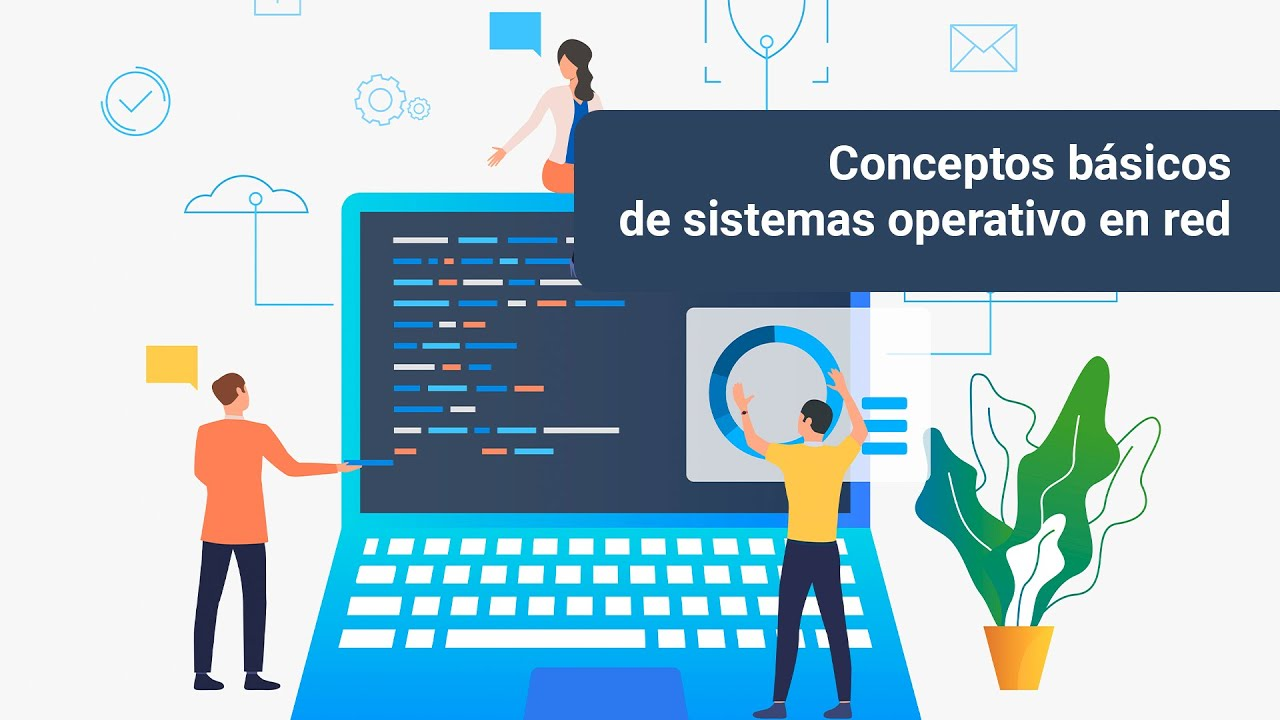 Conceptos básicos
de sistemas operativo en red